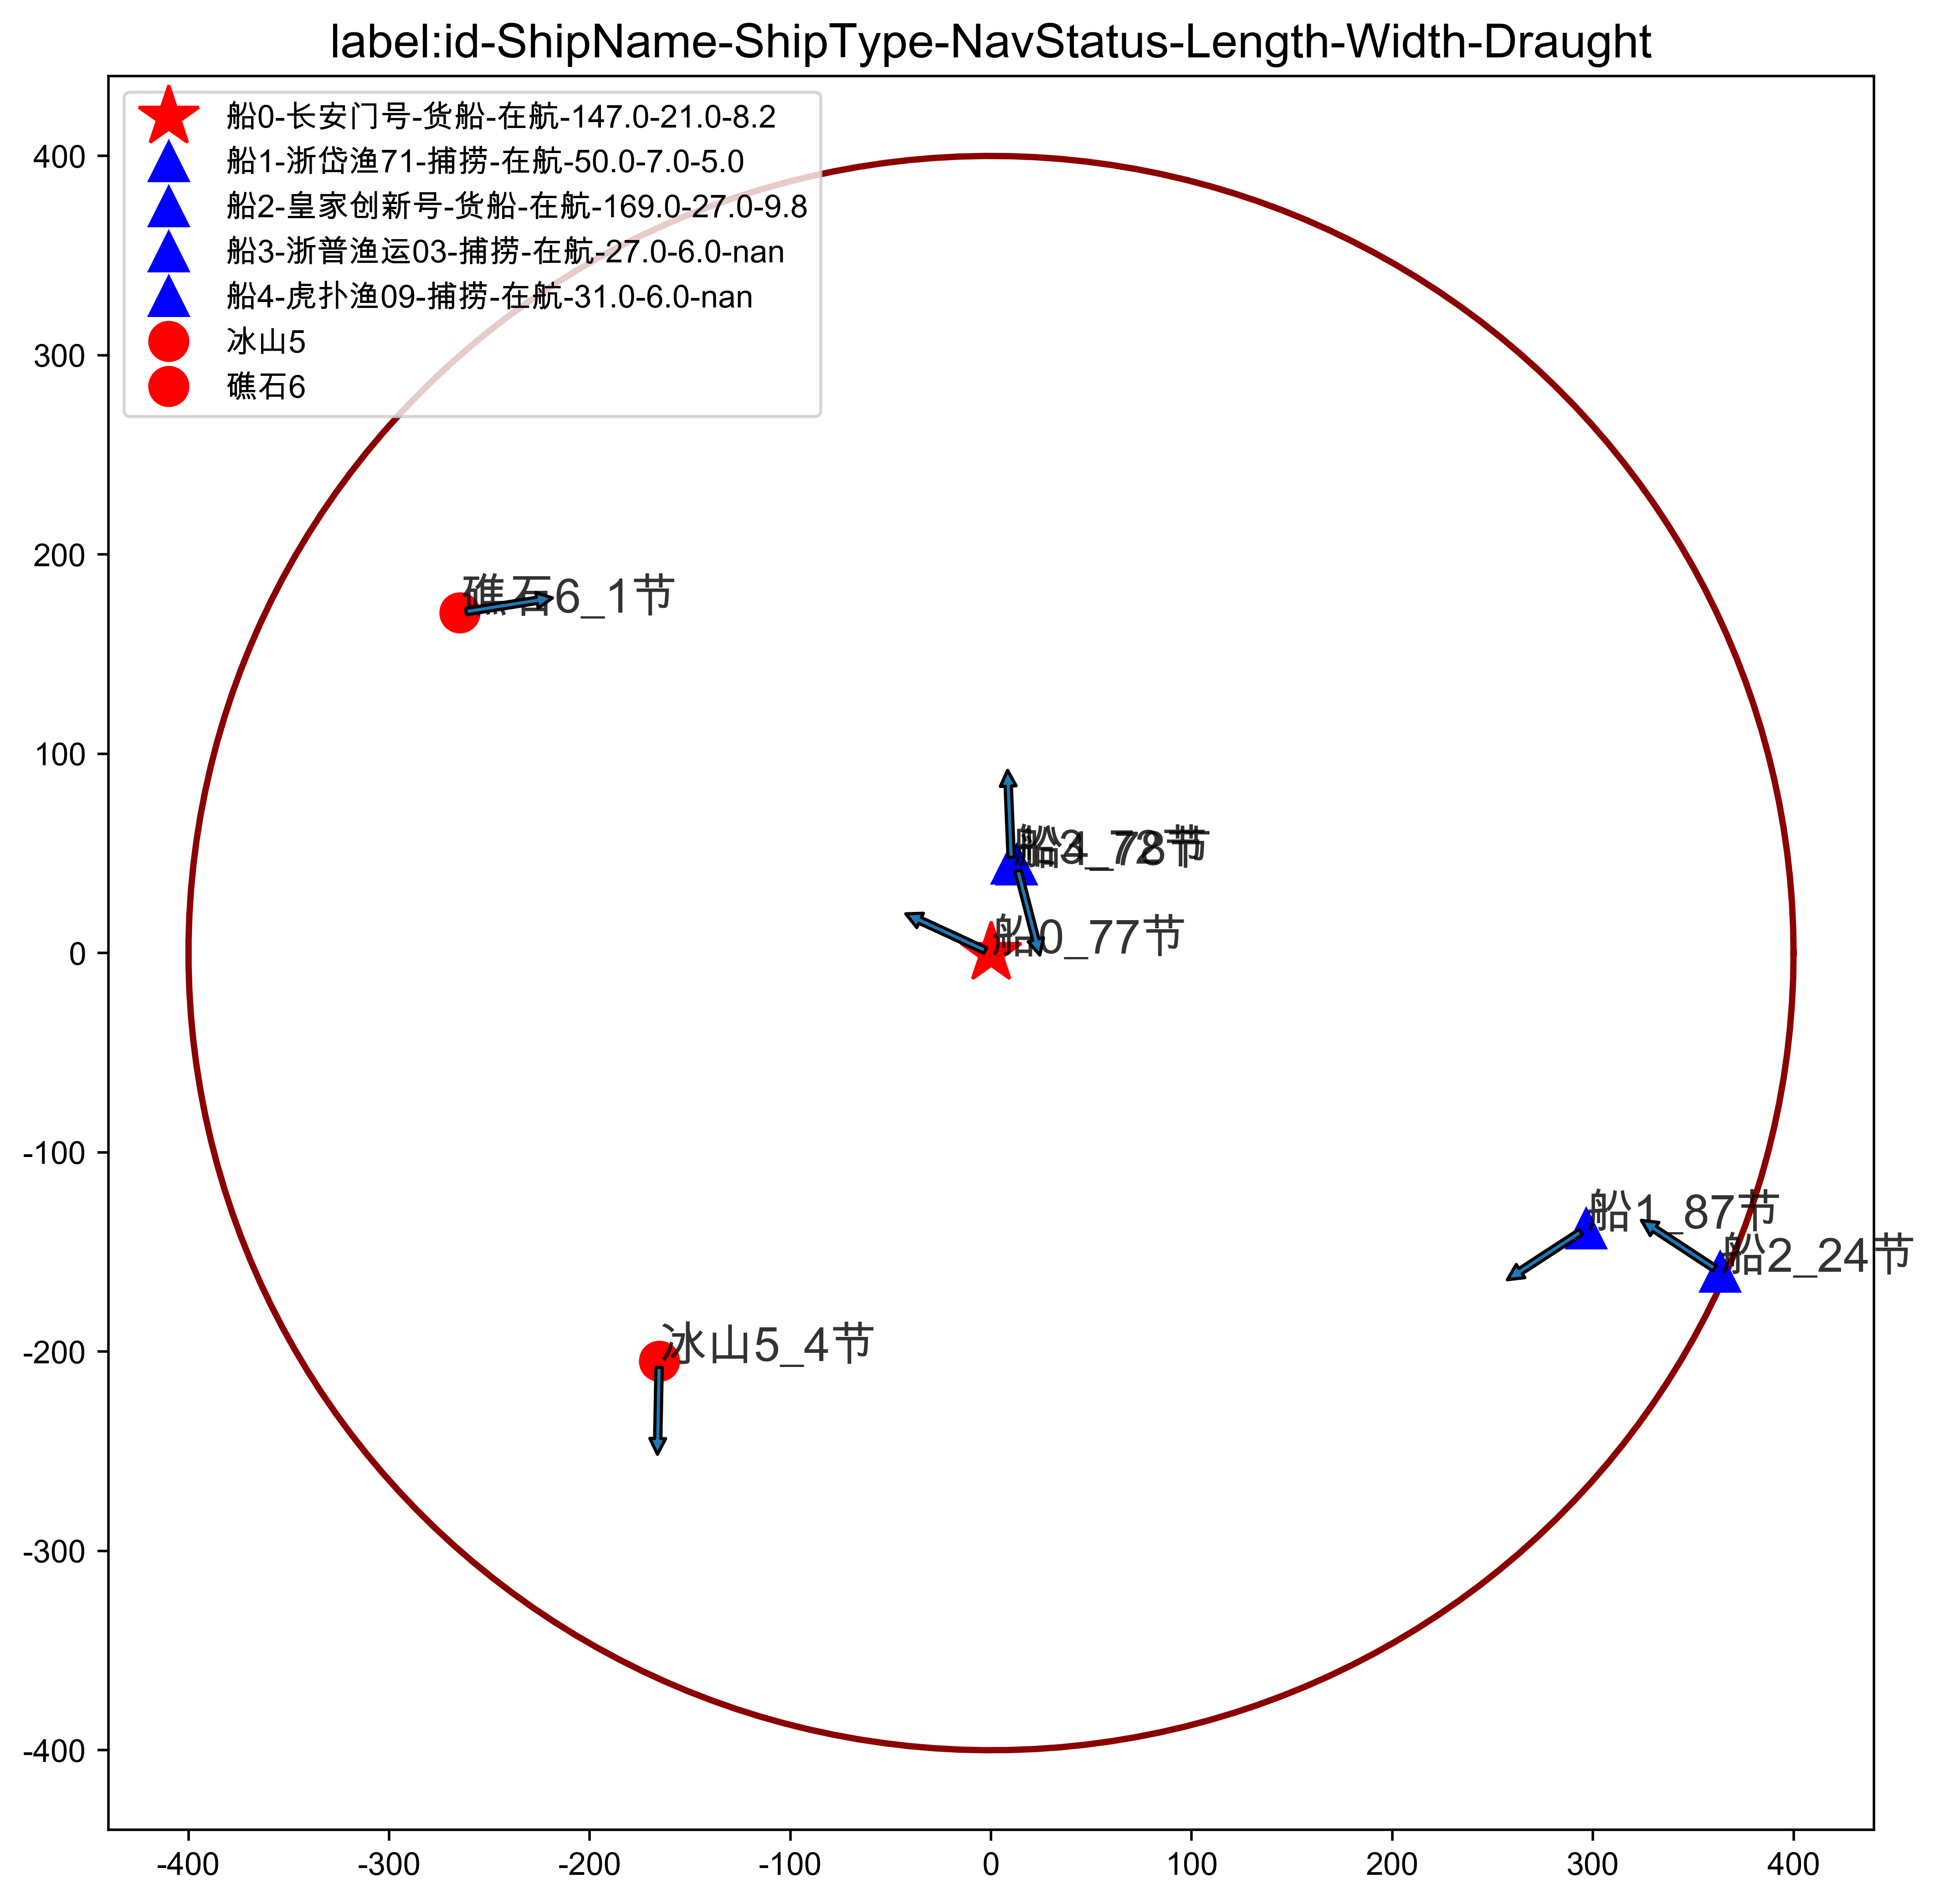 label:id-ShipName-ShipType-NavStatus-Length-Width-Draught
船0-长安门号-货船-在航-147.0-21.0-8.2
船1-浙岱渔71-捕捞-在航-50.0-7.0-5.0
船2-皇家创新号-货船-在航-169.0-27.0-9.8
船3-浙普渔运03-捕捞-在航-27.0-6.0-nan
船4-虎扑渔09-捕捞-在航-31.0-6.0-nan
冰山5
礁石6
400
300
200
100
0
-100
-200
-300
-400
礁石6_1节
船0_77节
船1_87节
船2_24节
冰山5_4节
-400
-300
-200
-100
0
100
200
300
400